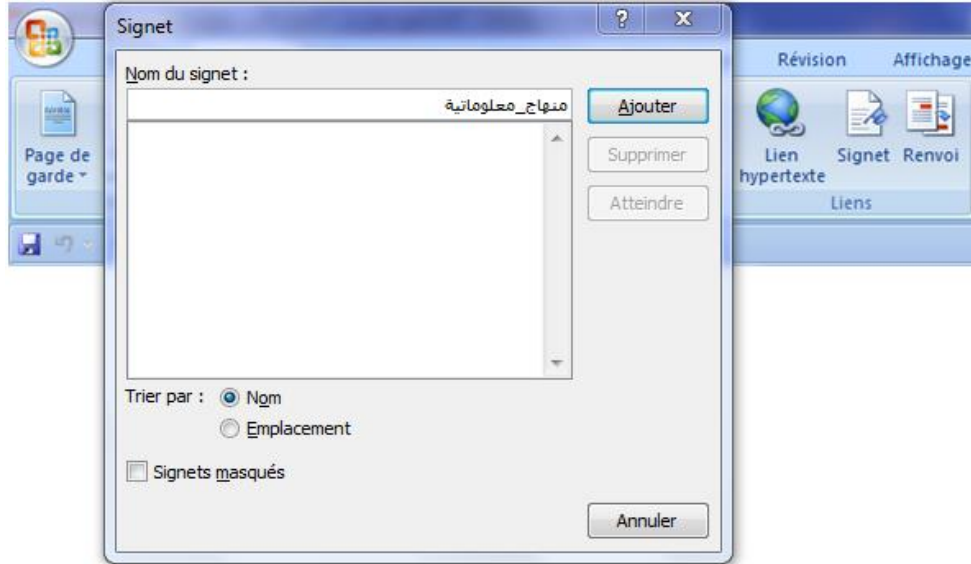 Signet
Révision Affichage
Nom du signet :
منهاج_معلوماتية
Ajouter
Supprimer
Atteindre
Page de garde
Lien hypertexte
Signet
Renvoi
Liens
Trier par :
Nom
Emplacement
Signets masqués
Annuler